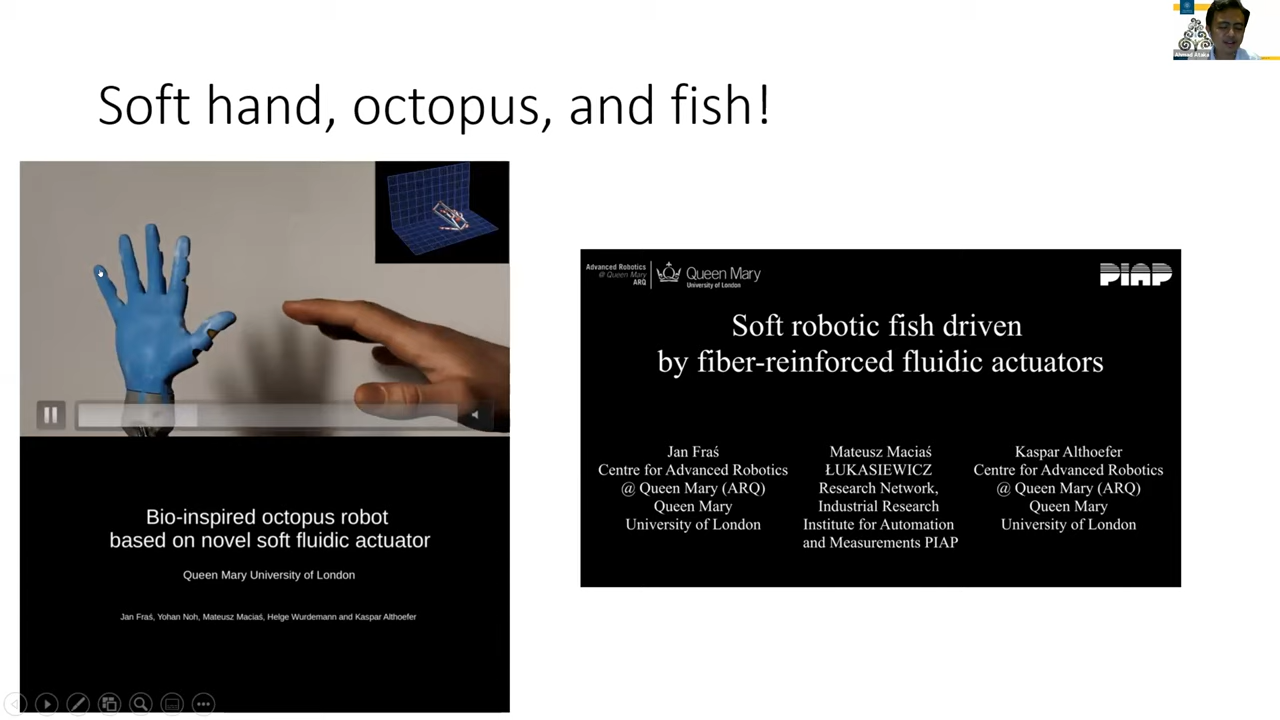 Ahmad Ataka
Soft hand, octopus, and fish!
Bio-inspired octopus robot
based on novel soft fluidic actuator
Queen Mary University of London
Jan Fraś, Yohan Noh, Mateusz Maciaś, Helge Wurdemann and Kaspar Althoefer
Advanced Robotics
@ Queen Mary
ARQ
Queen Mary
University of London
PIAP
Soft robotic fish driven
by fiber-reinforced fluidic actuators
Jan Fraś
Centre for Advanced Robotics
@ Queen Mary (ARQ)
Queen Mary
University of London
Mateusz Maciaś
ŁUKASIEWICZ
Research Network,
Industrial Research
Institute for Automation
and Measurements PIAP
Kaspar Althoefer
Centre for Advanced Robotics
@ Queen Mary (ARQ)
Queen Mary
University of London